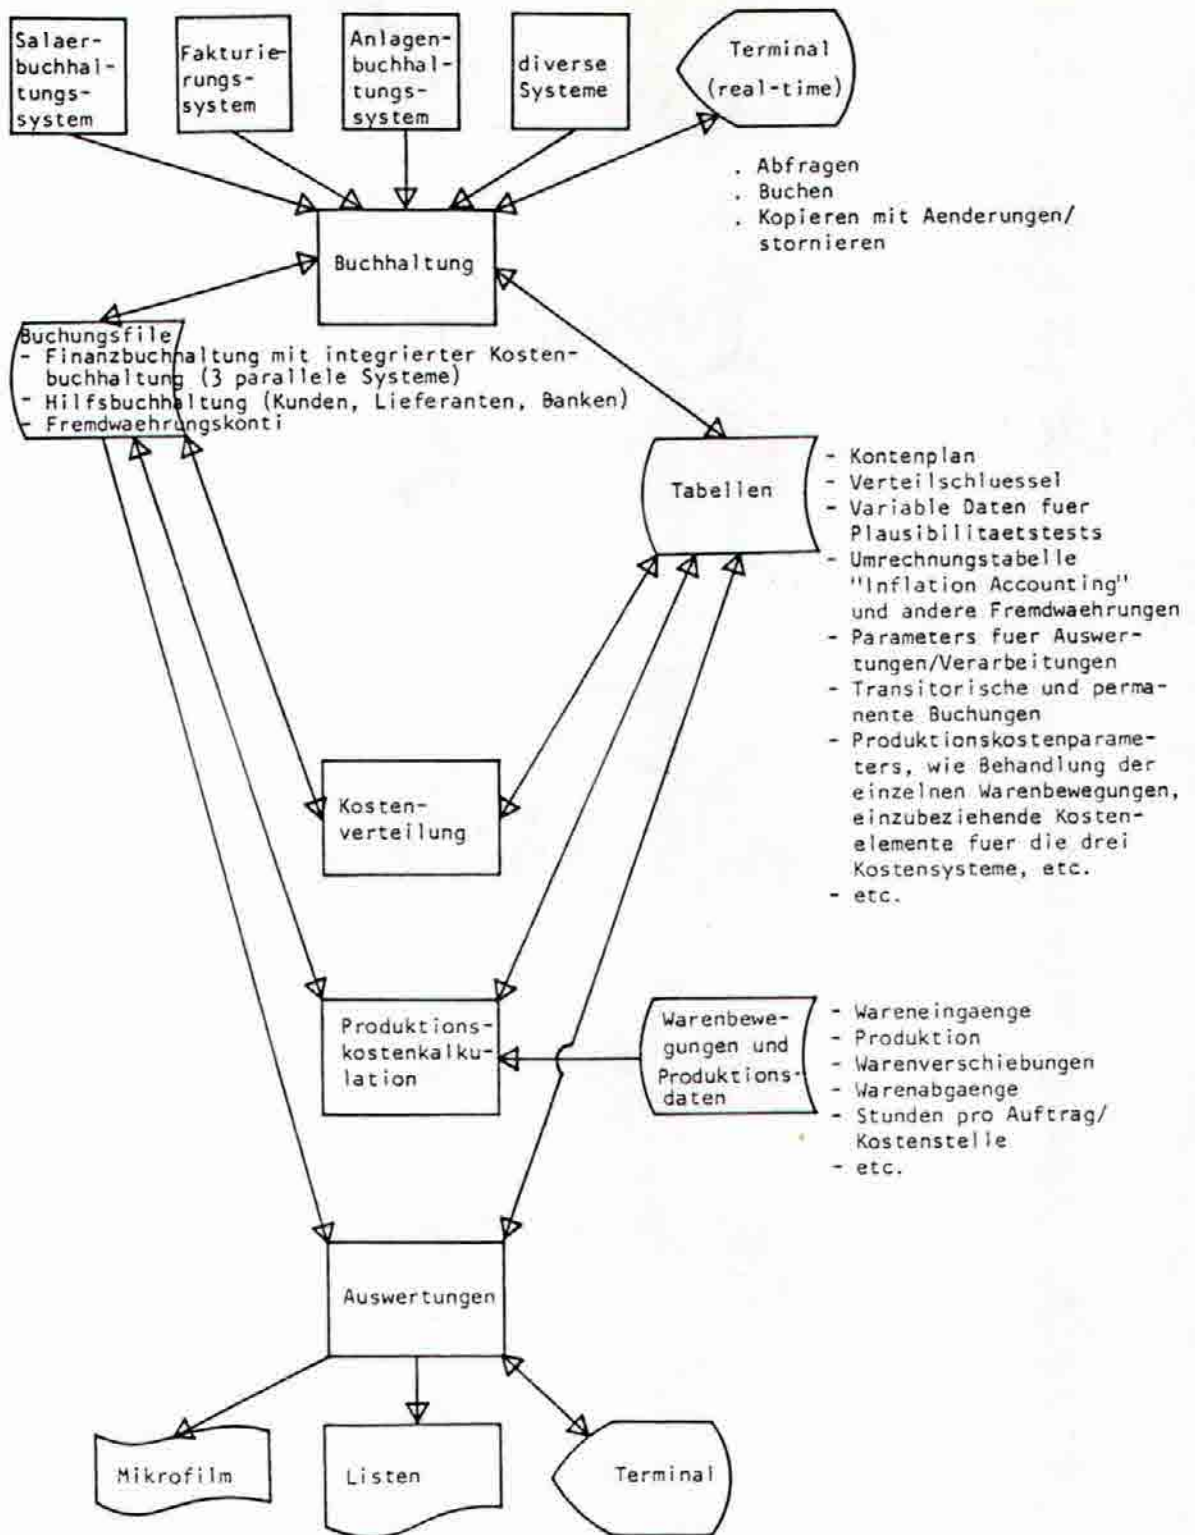 Salaer-
buchhal-
tungs-
system
Fakturie-
rungs-
system
Anlagen-
buchhal-
tungs-
system
diverse
Systeme
Terminal
(real-time)
. Abfragen
. Buchen
. Kopieren mit Aenderungen/
stornieren
Buchhaltung
Buchungsfile
- Finanzbuchhaltung mit integrierter Kosten-
buchhaltung (3 parallele Systeme)
- Hilfsbuchhaltung (Kunden, Lieferanten, Banken)
- Fremdwaehrungskonti
Tabellen
- Kontenplan
- Verteilschluessel
- Variable Daten fuer
Plausibilitaetstests
- Umrechnungstabelle
"Inflation Accounting"
und andere Fremdwaehrungen
- Parameters fuer Auswer-
tungen/Verarbeitungen
- Transitorische und perma-
nente Buchungen
- Produktionskostenparame-
ters, wie Behandlung der
einzelnen Warenbewegungen,
einzubeziehende Kosten-
elemente fuer die drei
Kostensysteme, etc.
- etc.
Kosten-
verteilung
Produktions-
kostenkalku-
lation
Warenbewe-
gungen und
Produktions-
daten
- Wareneingaenge
- Produktion
- Warenverschiebungen
- Warenabgaenge
- Stunden pro Auftrag/
Kostenstelle
- etc.
Auswertungen
Mikrofilm
Listen
Terminal